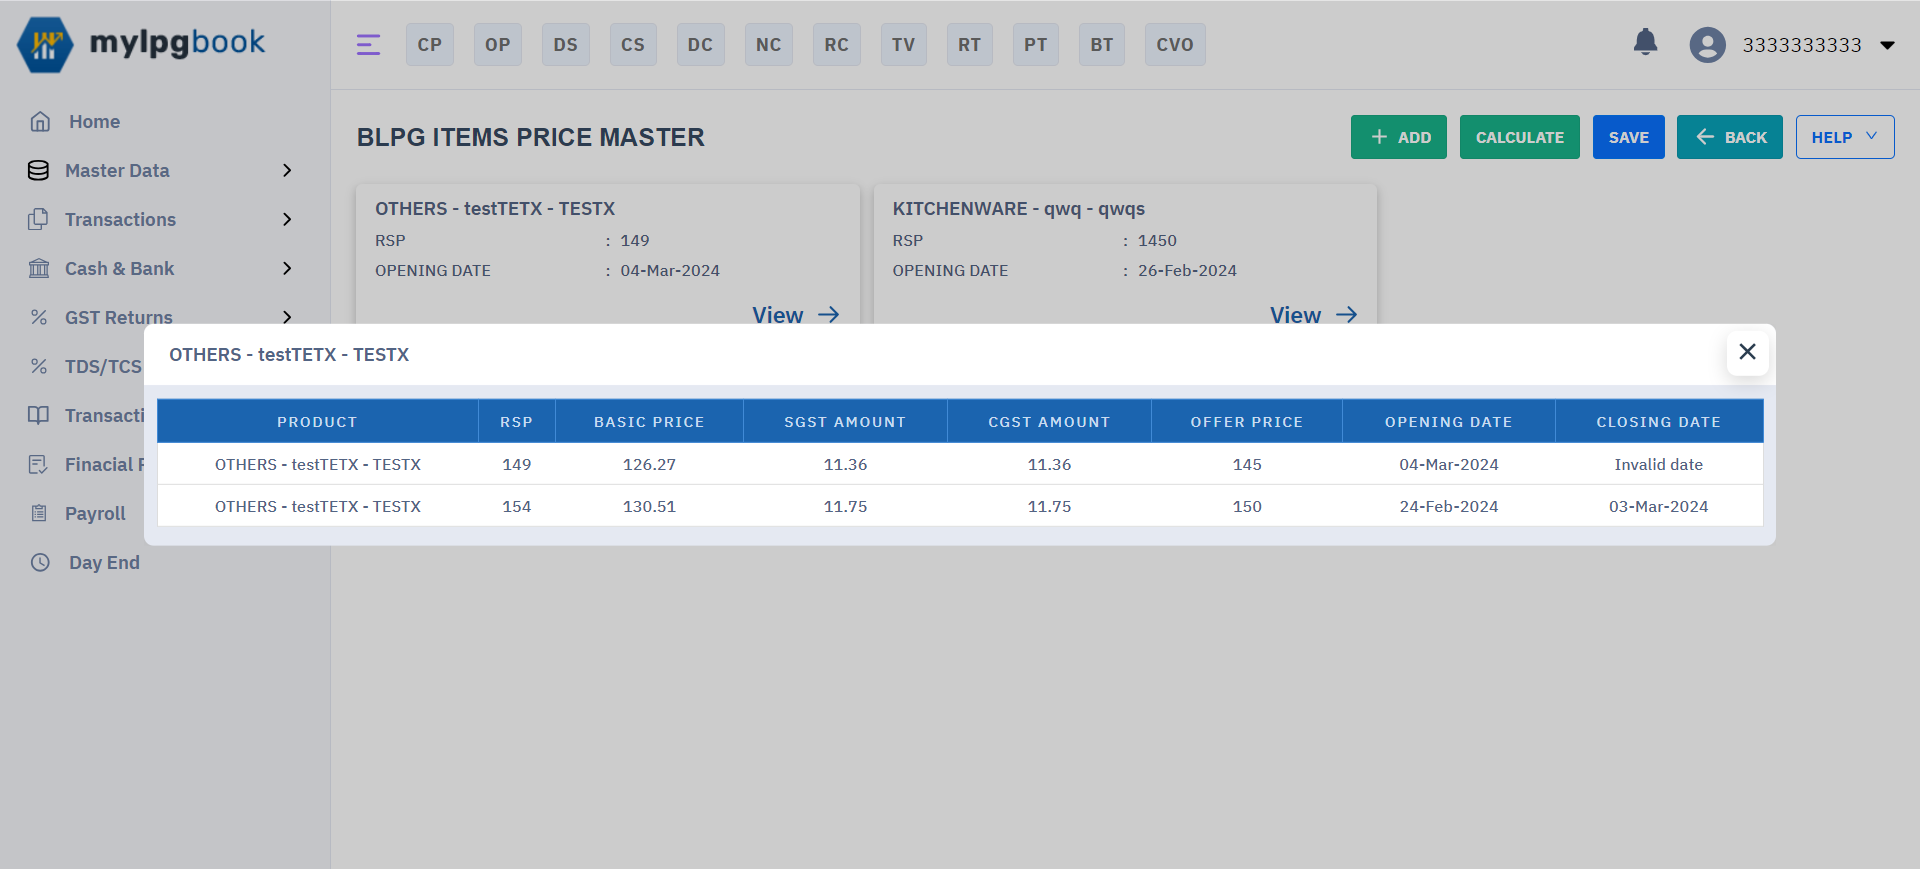 mylpgbook
CP OP DS CS DC NC RC TV RT PT BT CVO
3333333333
Home
Master Data
Transactions
Cash & Bank
GST Returns
TDS/TCS
Transacti
Finacial
Payroll
Day End
BLPG ITEMS PRICE MASTER
ADD CALCULATE SAVE BACK HELP
OTHERS - testTETX - TESTX
RSP : 149
OPENING DATE : 04-Mar-2024
View
KITCHENWARE - qwq - qwqs
RSP : 1450
OPENING DATE : 26-Feb-2024
View
OTHERS - testTETX - TESTX
PRODUCT RSP BASIC PRICE SGST AMOUNT CGST AMOUNT OFFER PRICE OPENING DATE CLOSING DATE
OTHERS - testTETX - TESTX 149 126.27 11.36 11.36 145 04-Mar-2024 Invalid date
OTHERS - testTETX - TESTX 154 130.51 11.75 11.75 150 24-Feb-2024 03-Mar-2024